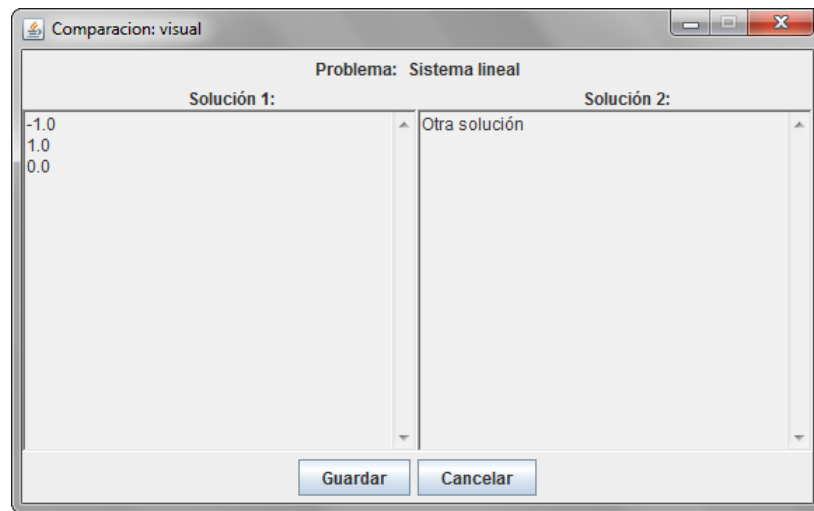 Comparacion: visual
Problema: Sistema lineal
Solución 1:
Solución 2:
-1.0
1.0
0.0
Otra solución
Guardar
Cancelar